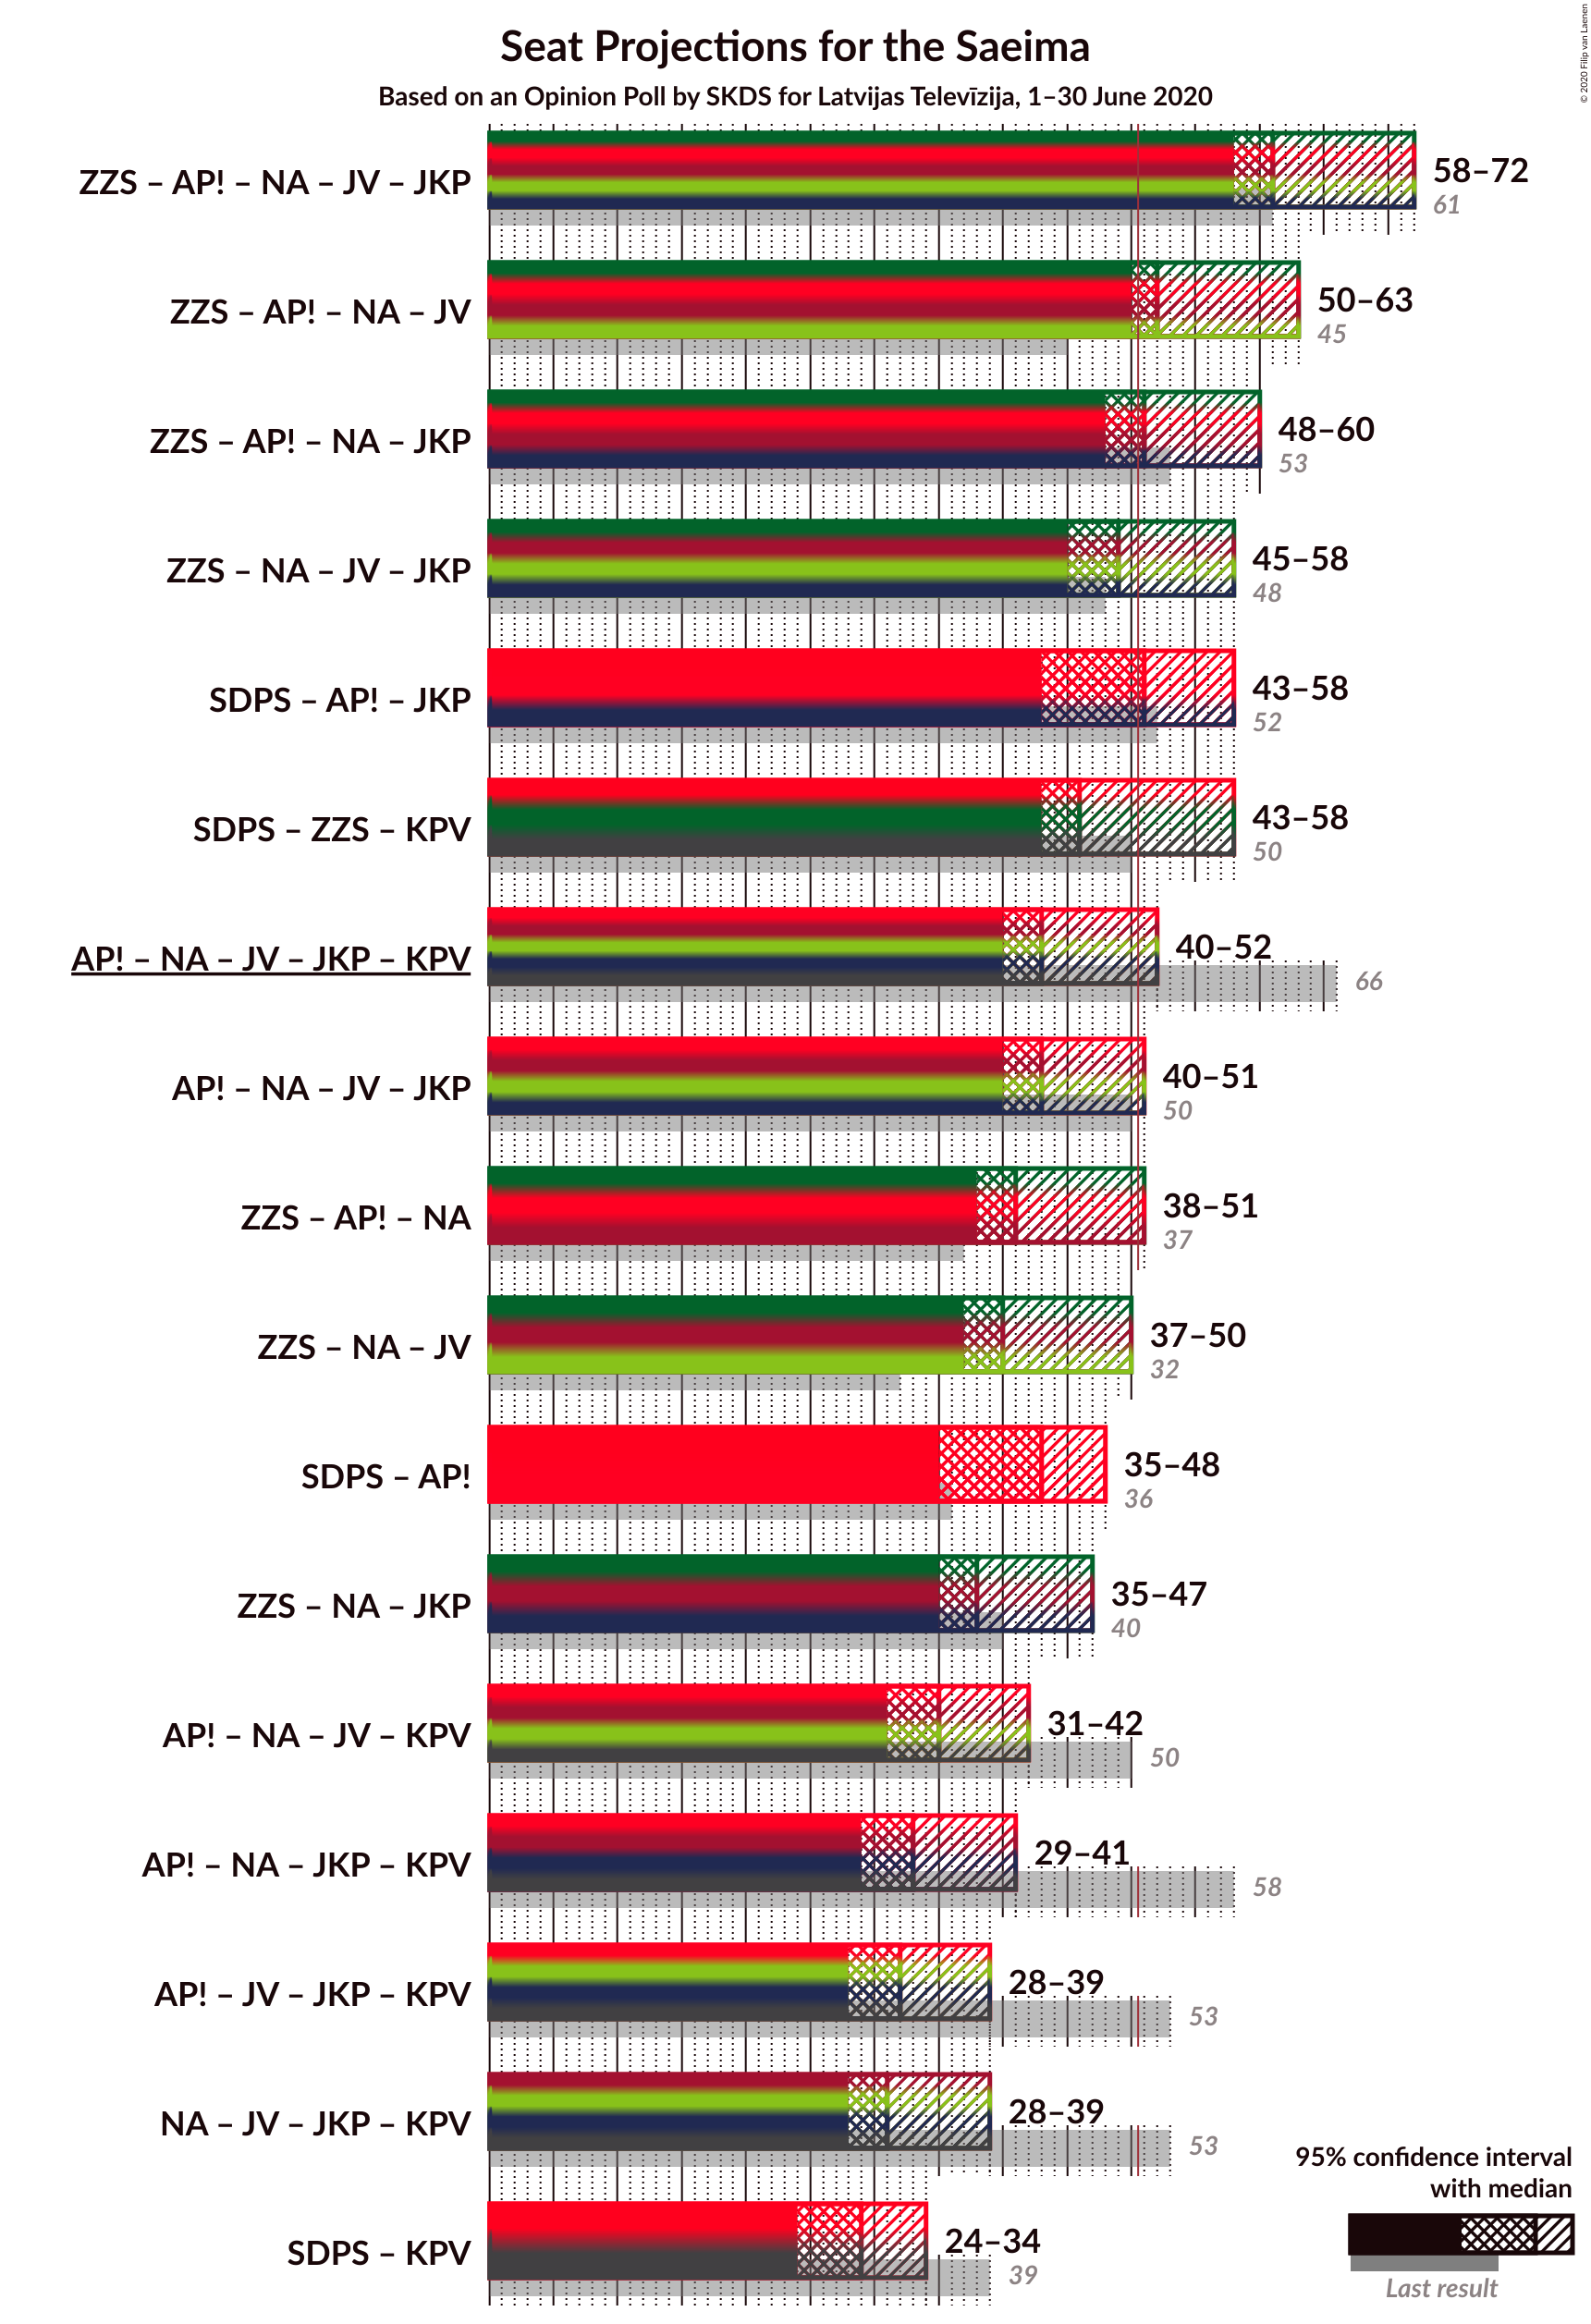 © 2020 Filip van Laenen
Seat Projections for the Saeima
Based on an Opinion Poll by SKDS for Latvijas Televīzija, 1–30 June 2020
ZZS – AP! – NA – JV – JKP
58–72
61
ZZS – AP! – NA – JV
50–63
45
ZZS – AP! – NA – JKP
48–60
53
ZZS – NA – JV – JKP
45–58
48
SDPS – AP! – JKP
43–58
52
SDPS – ZZS – KPV
43–58
50
AP! – NA – JV – JKP – KPV
40–52
66
AP! – NA – JV – JKP
40–51
50
ZZS – AP! – NA
38–51
37
ZZS – NA – JV
37–50
32
SDPS – AP!
35–48
36
ZZS – NA – JKP
35–47
40
AP! – NA – JV – KPV
31–42
50
AP! – NA – JKP – KPV
29–41
58
AP! – JV – JKP – KPV
28–39
53
NA – JV – JKP – KPV
28–39
53
SDPS – KPV
24–34
39
95% confidence interval
with median
Last result